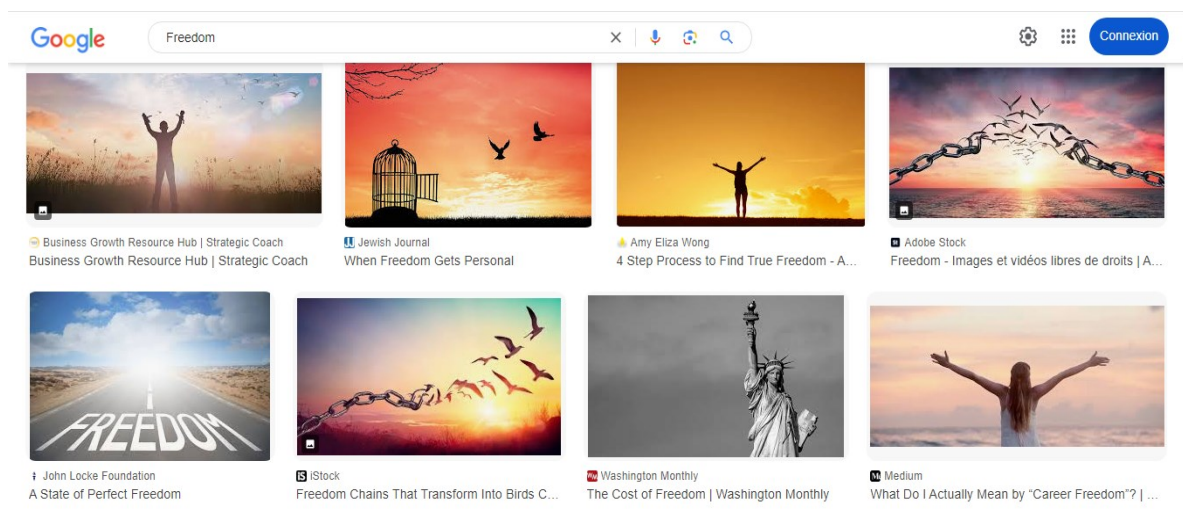 Google
Freedom
Connexion
Business Growth Resource Hub | Strategic Coach
Business Growth Resource Hub | Strategic Coach
Jewish Journal
When Freedom Gets Personal
Amy Eliza Wong
4 Step Process to Find True Freedom - A...
Adobe Stock
Freedom - Images et vidéos libres de droits | A...
FREEDOM
John Locke Foundation
A State of Perfect Freedom
iS iStock
Freedom Chains That Transform Into Birds C...
WM Washington Monthly
The Cost of Freedom | Washington Monthly
Medium
What Do I Actually Mean by “Career Freedom”? | ...